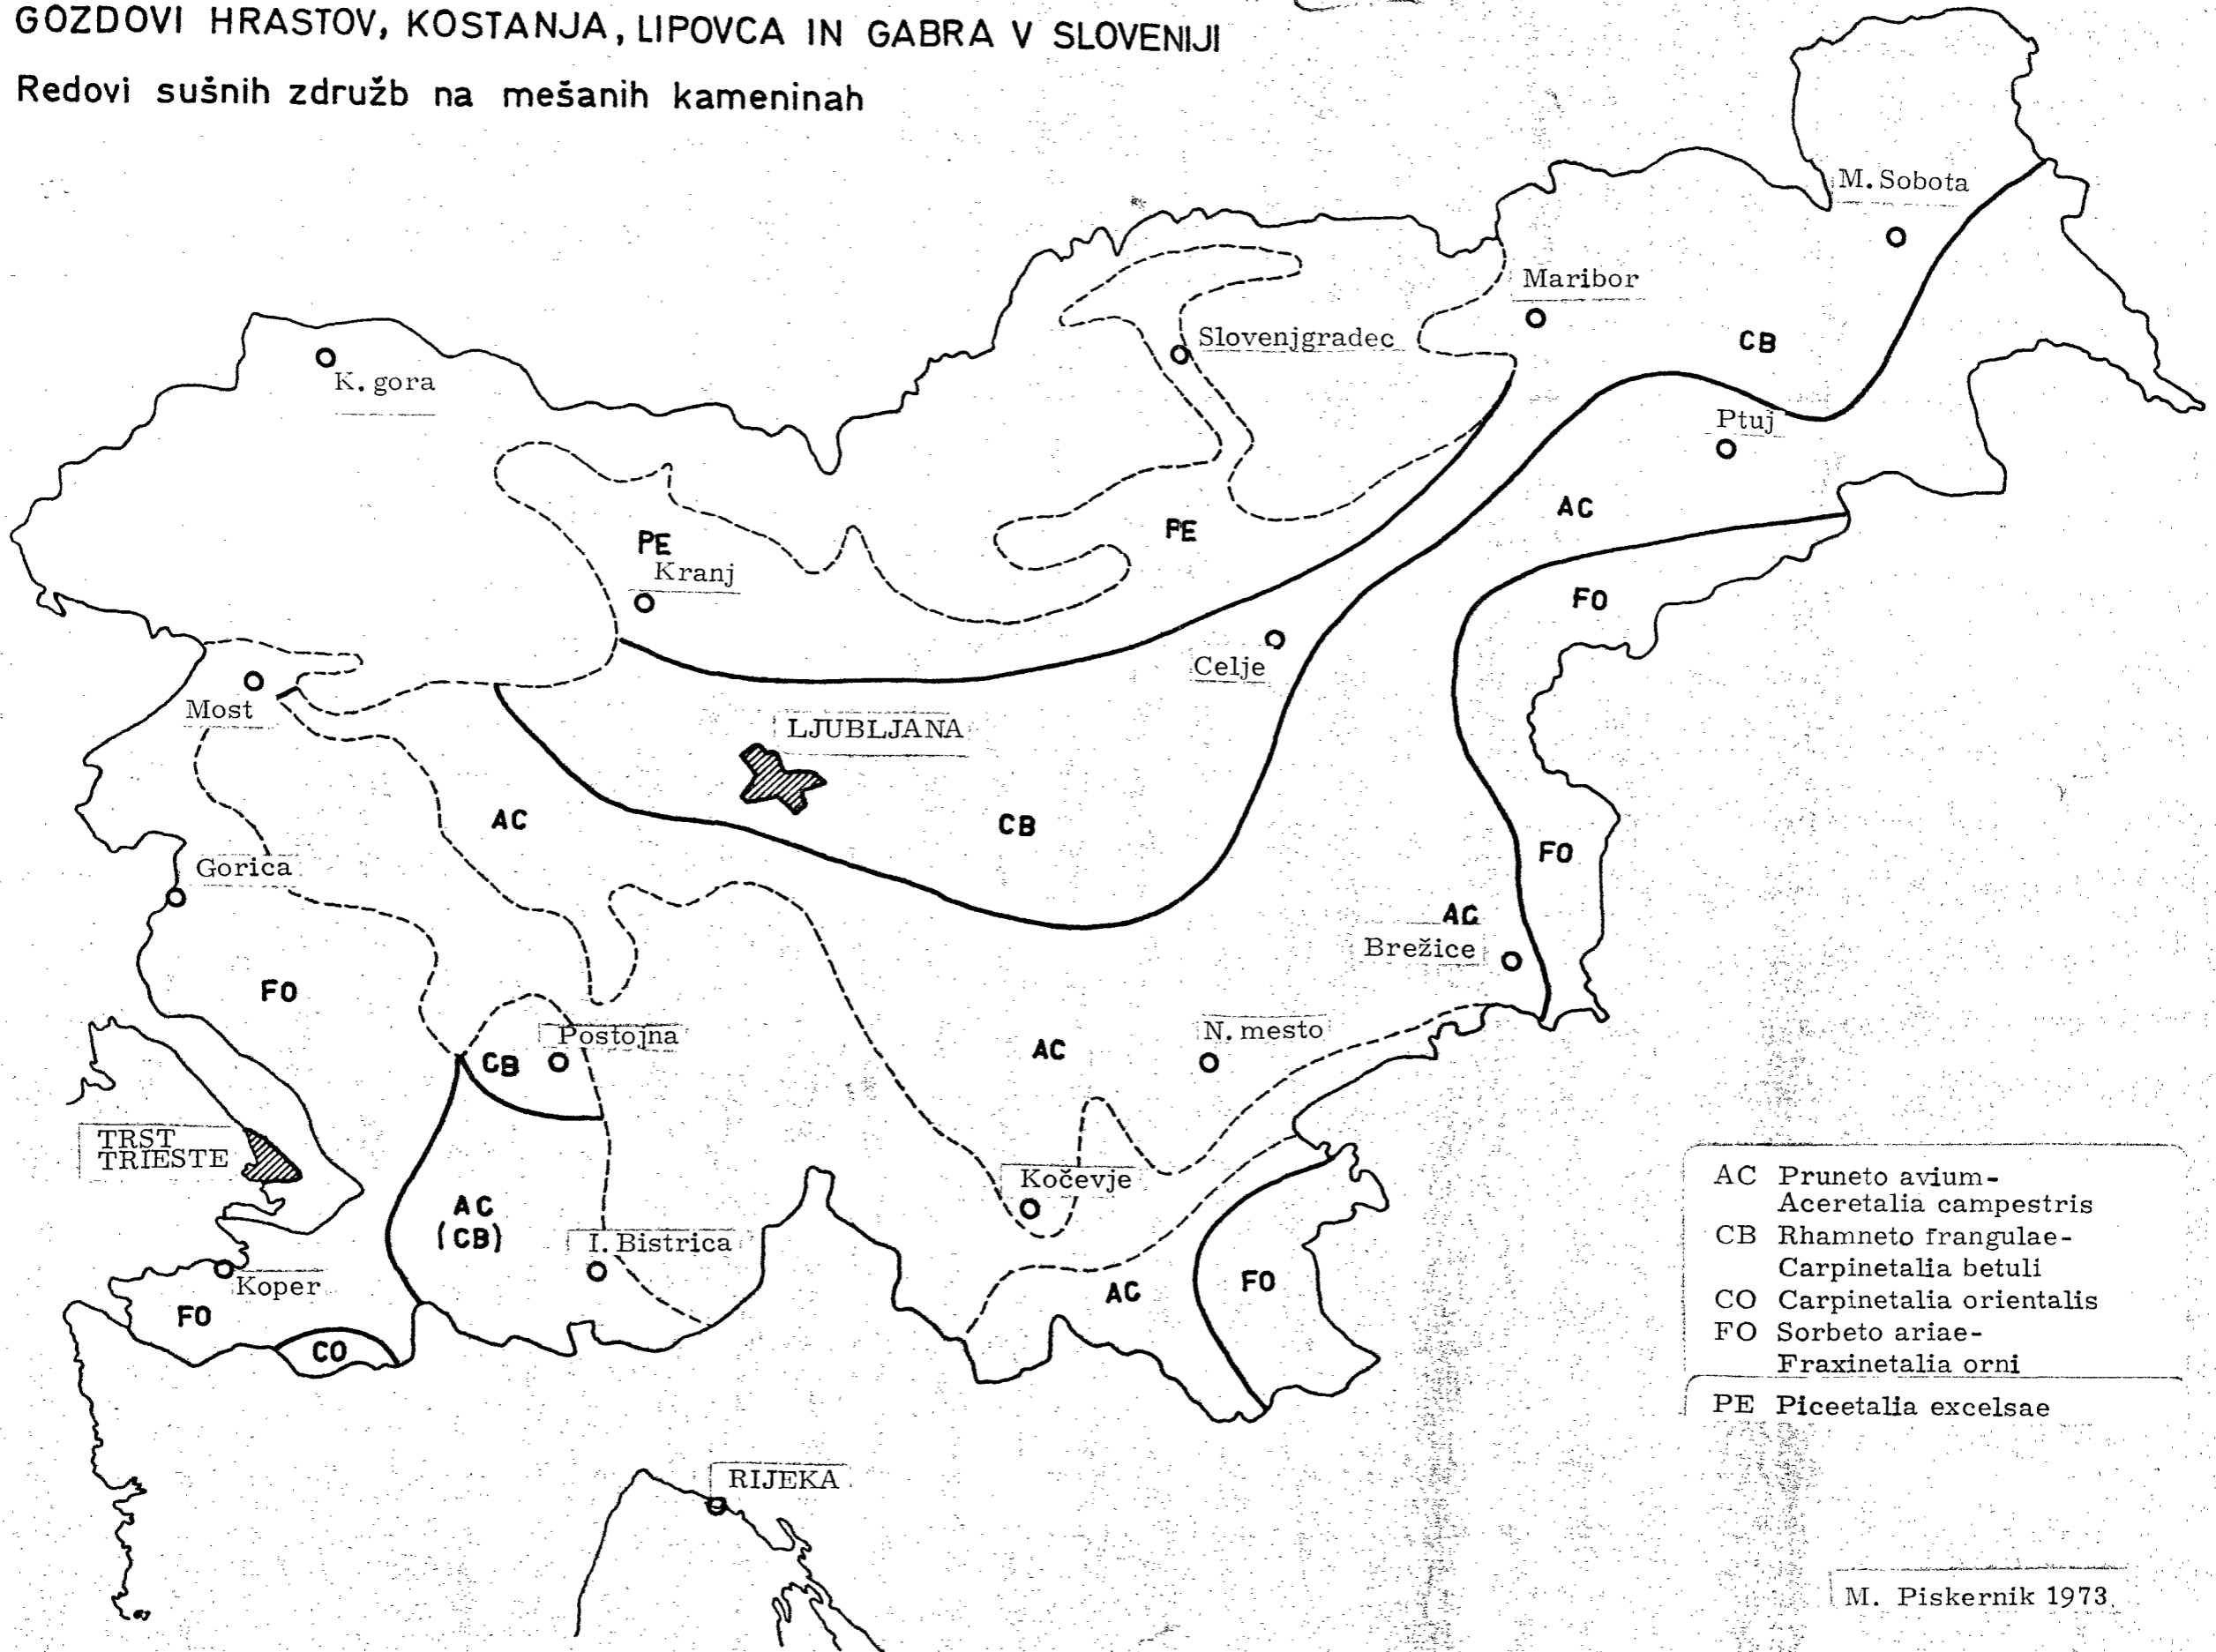 GOZDOVI HRASTOV, KOSTANJA, LIPOVCA IN GABRA V SLOVENIJI
Redovi sušnih združb na mešanih kameninah
M. Sobota
Maribor
Slovenjgradec
CB
K. gora
Ptuj
AC
PE
PE
Kranj
FO
Celje
Most
LJUBLJANA
AC
CB
FO
Gorica
AC
Brežice
FO
Postojna
CB
AC
N. mesto
TRST
TRIESTE
Kočevje
AC
(CB)
I. Bistrica
Koper
FO
CO
AC
FO
AC Pruneto avium-
Aceretalia campestris
CB Rhamneto frangulae-
Carpinetalia betuli
CO Carpinetalia orientalis
FO Sorbeto ariae-
Fraxinetalia orni
PE Piceetalia excelsae
RIJEKA
M. Piskernik 1973